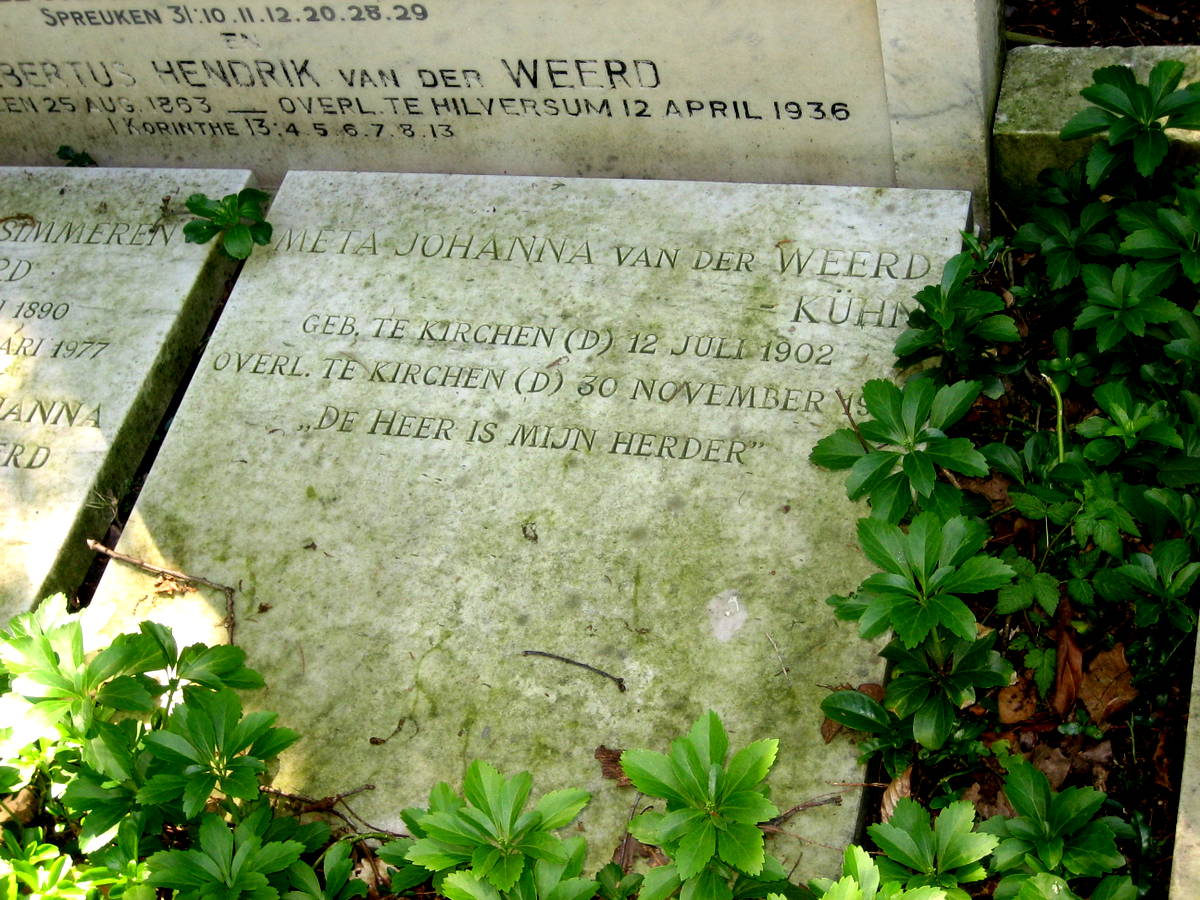 SPREUKEN 31:10.11.12.20.28.29
EN
BERTUS HENDRIK VAN DER WEERD
EN 25 AUG. 1863 — OVERL. TE HILVERSUM 12 APRIL 1936
1 KORINTHE 13:4.5.6.7.8.13
SIMMEREN
RD
1890
ARI 1977
HANNA
ERD
META JOHANNA VAN DER WEERD
- KÜHN
GEB. TE KIRCHEN (D) 12 JULI 1902
OVERL. TE KIRCHEN (D) 30 NOVEMBER
„DE HEER IS MIJN HERDER”